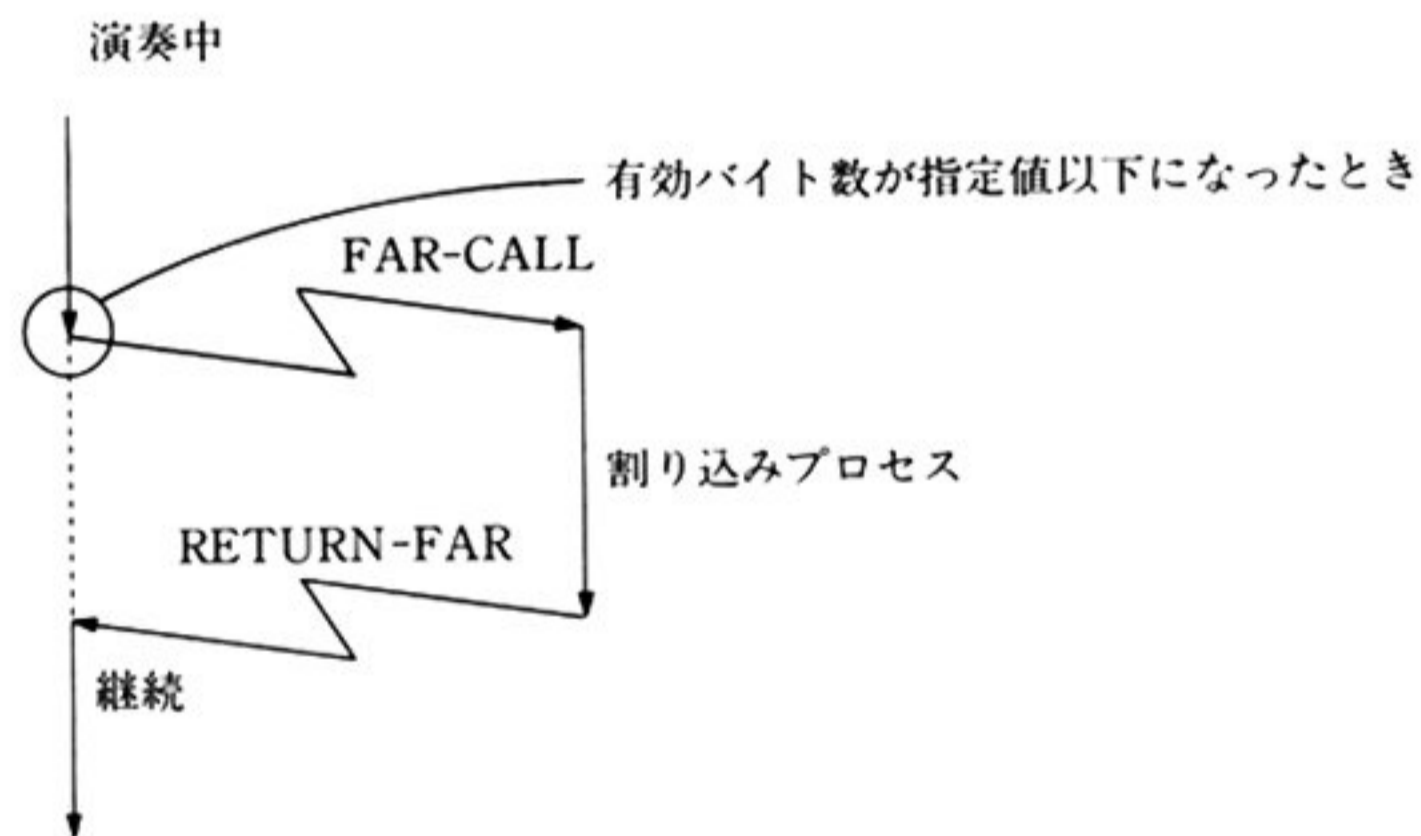 演奏中
有効バイト数が指定値以下になったとき
FAR-CALL
割り込みプロセス
RETURN-FAR
継続